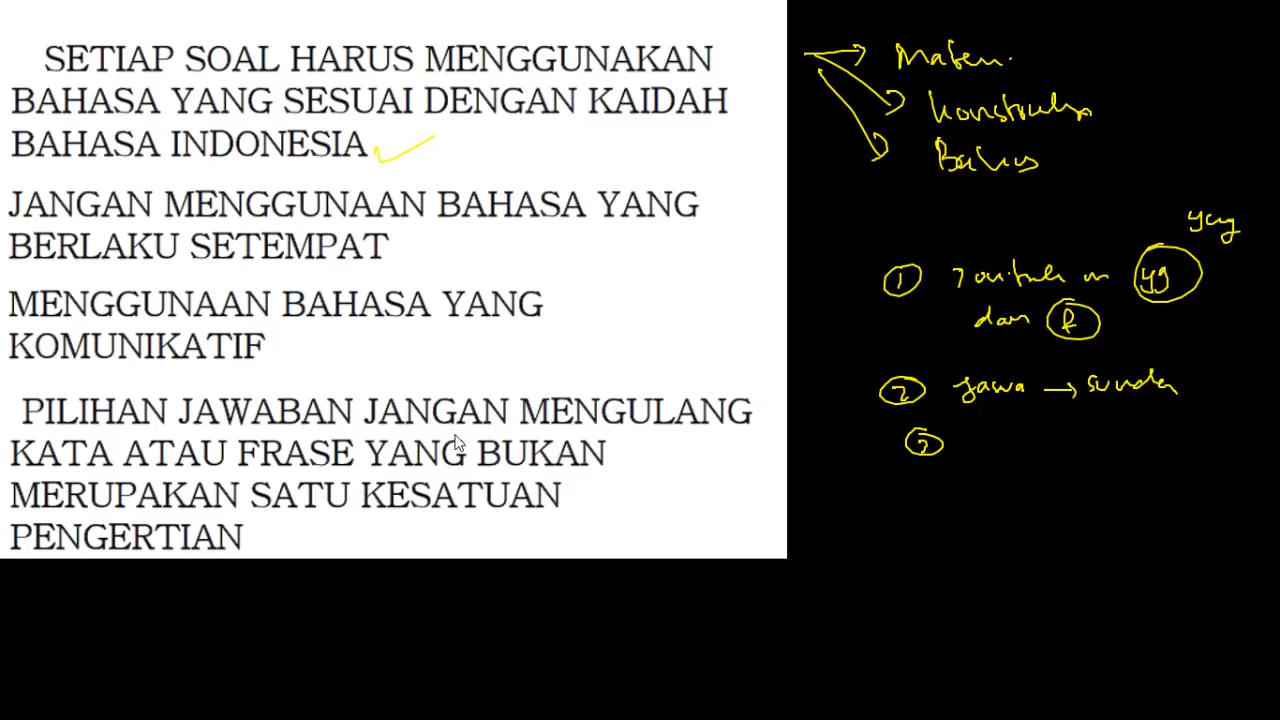 SETIAP SOAL HARUS MENGGUNAKAN
BAHASA YANG SESUAI DENGAN KAIDAH
BAHASA INDONESIA
JANGAN MENGGUNAAN BAHASA YANG
BERLAKU SETEMPAT
MENGGUNAAN BAHASA YANG
KOMUNIKATIF
PILIHAN JAWABAN JANGAN MENGULANG
KATA ATAU FRASE YANG BUKAN
MERUPAKAN SATU KESATUAN
PENGERTIAN
Materi
Konstruksi
yang
1 yg
dan
2 Jawa → Sunda
3